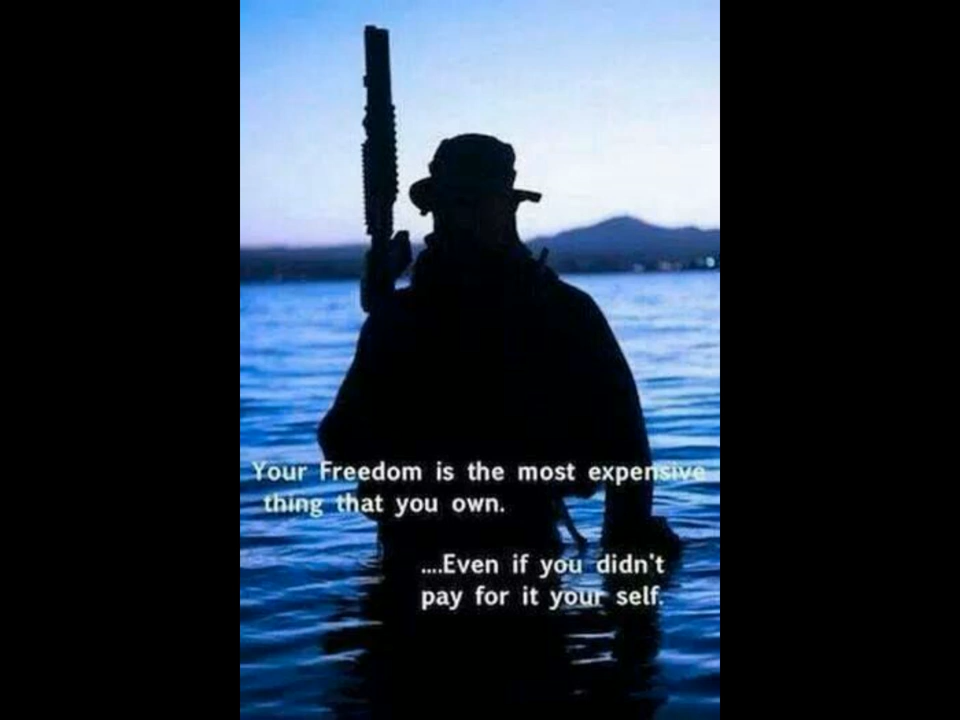 Your Freedom is the most expensive
thing that you own.
....Even if you didn't
pay for it your self.